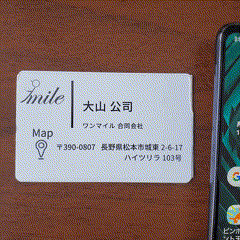 mile
大山 公司
ワンマイル 合同会社
Map
〒390-0807 長野県松本市城東 2-6-17
ハイツリラ 103号